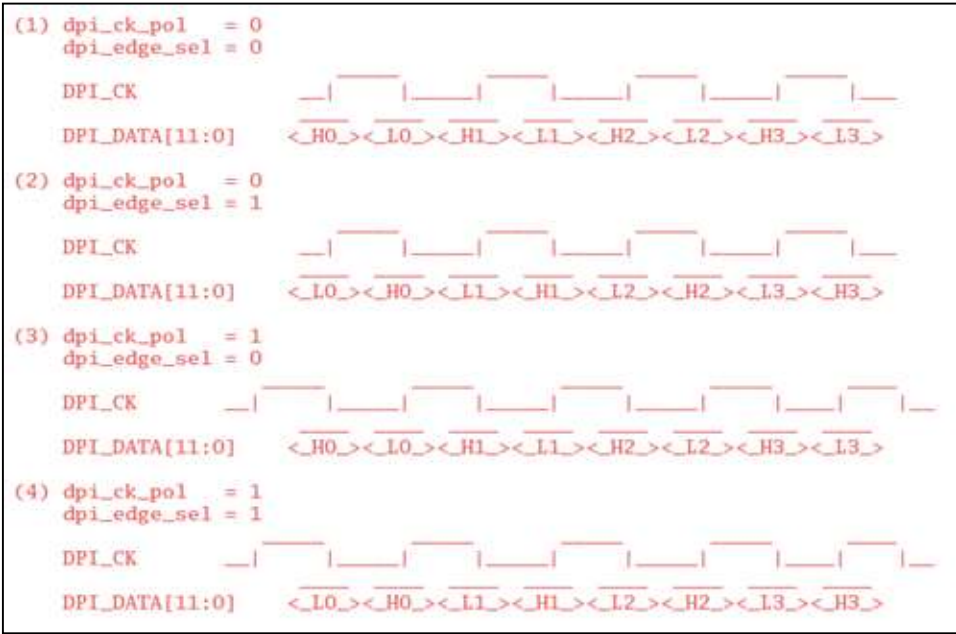 (1) dpi_ck_pol = 0
dpi_edge_sel = 0
DPI_CK
DPI_DATA[11:0] <_H0_><_L0_><_H1_><_L1_><_H2_><_L2_><_H3_><_L3_>
(2) dpi_ck_pol = 0
dpi_edge_sel = 1
DPI_CK
DPI_DATA[11:0] <_L0_><_H0_><_L1_><_H1_><_L2_><_H2_><_L3_><_H3_>
(3) dpi_ck_pol = 1
dpi_edge_sel = 0
DPI_CK
DPI_DATA[11:0] <_H0_><_L0_><_H1_><_L1_><_H2_><_L2_><_H3_><_L3_>
(4) dpi_ck_pol = 1
dpi_edge_sel = 1
DPI_CK
DPI_DATA[11:0] <_L0_><_H0_><_L1_><_H1_><_L2_><_H2_><_L3_><_H3_>